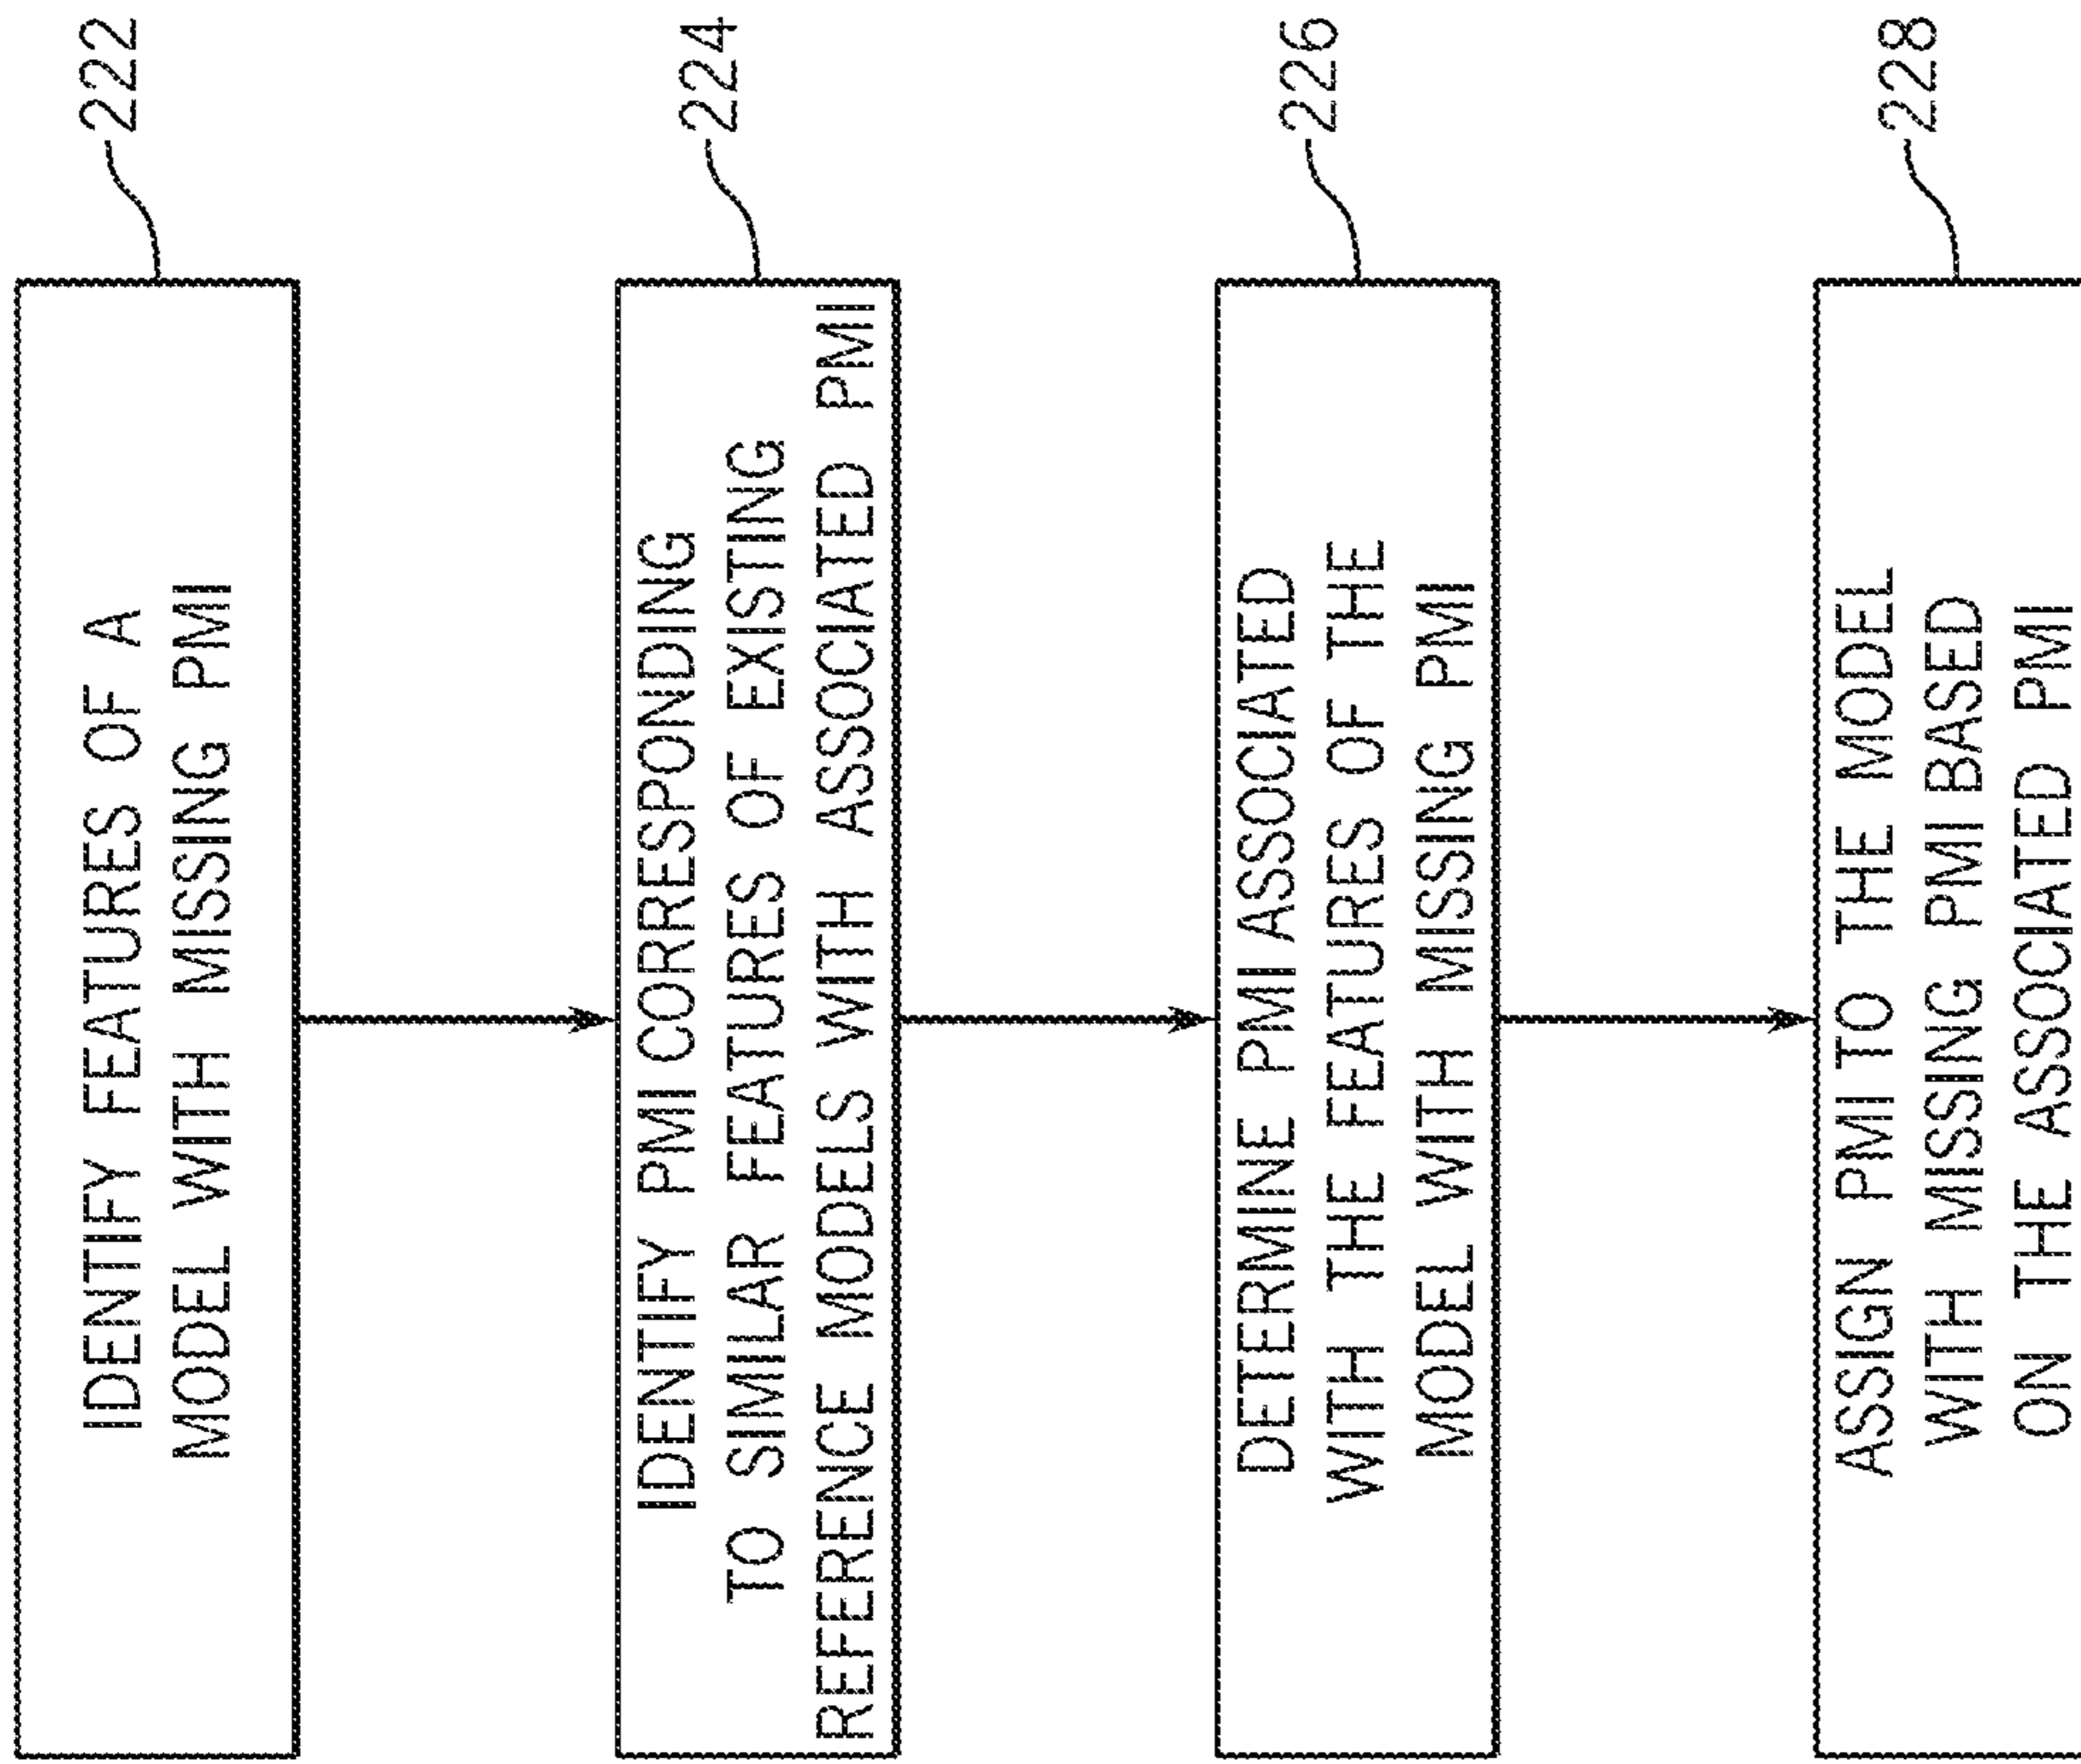 IDENTIFY FEATURES OF A
MODEL WITH MISSING PMI
222
IDENTIFY PMI CORRESPONDING
TO SIMILAR FEATURES OF EXISTING
REFERENCE MODELS WITH ASSOCIATED PMI
224
DETERMINE PMI ASSOCIATED
WITH THE FEATURES OF THE
MODEL WITH MISSING PMI
226
ASSIGN PMI TO THE MODEL
WITH MISSING PMI BASED
ON THE ASSOCIATED PMI
228